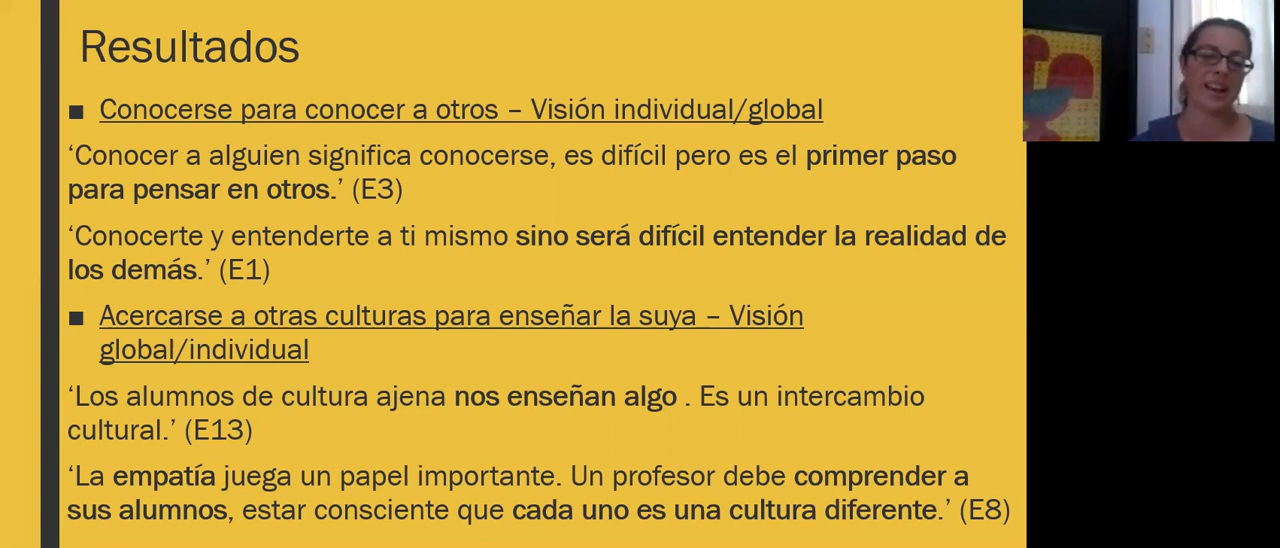 Resultados
■ Conocerse para conocer a otros – Visión individual/global
‘Conocer a alguien significa conocerse, es difícil pero es el primer paso
para pensar en otros.’ (E3)
‘Conocerte y entenderte a ti mismo sino será difícil entender la realidad de
los demás.’ (E1)
■ Acercarse a otras culturas para enseñar la suya – Visión
global/individual
‘Los alumnos de cultura ajena nos enseñan algo . Es un intercambio
cultural.’ (E13)
‘La empatía juega un papel importante. Un profesor debe comprender a
sus alumnos, estar consciente que cada uno es una cultura diferente.’ (E8)